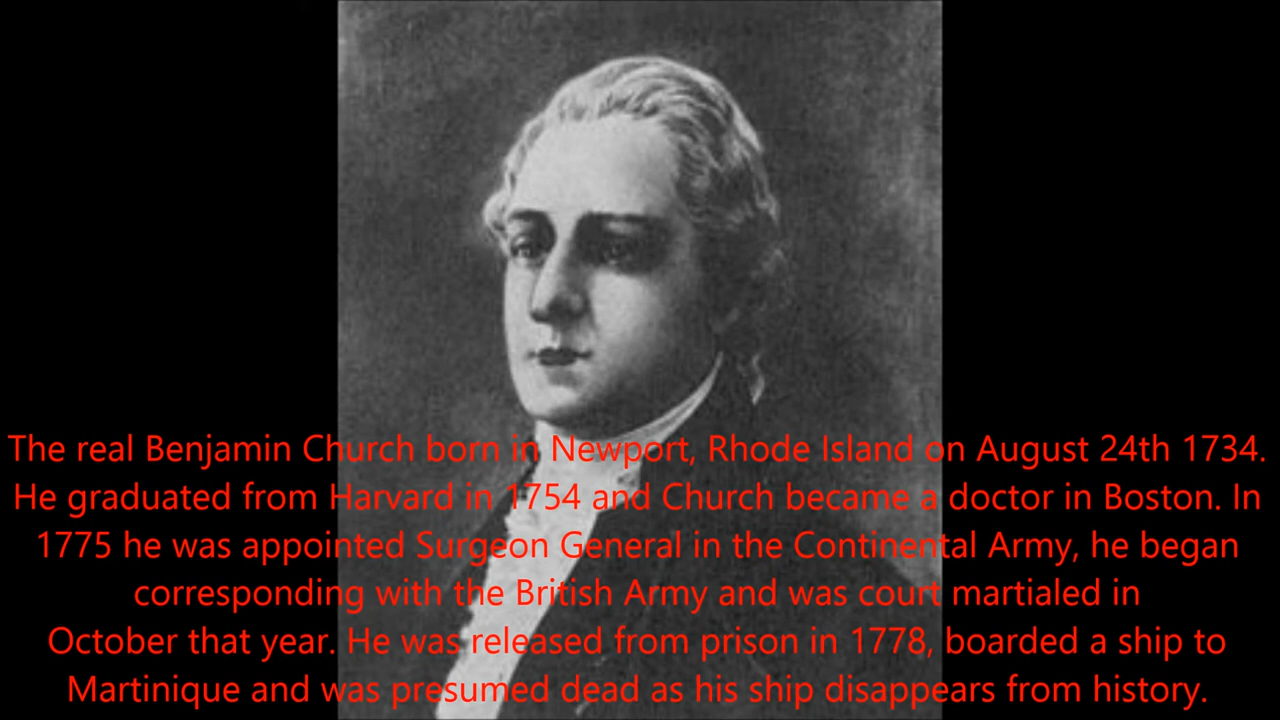 The real Benjamin Church born in Newport, Rhode Island on August 24th 1734.
He graduated from Harvard in 1754 and Church became a doctor in Boston. In
1775 he was appointed Surgeon General in the Continental Army, he began
corresponding with the British Army and was court martialed in
October that year. He was released from prison in 1778, boarded a ship to
Martinique and was presumed dead as his ship disappears from history.